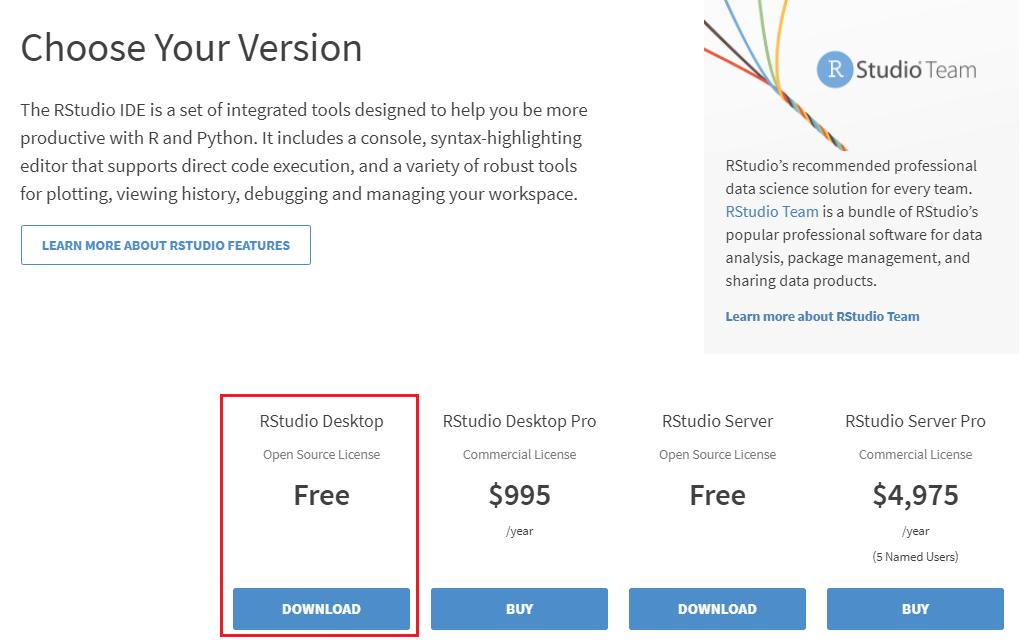 Choose Your Version
The RStudio IDE is a set of integrated tools designed to help you be more
productive with R and Python. It includes a console, syntax-highlighting
editor that supports direct code execution, and a variety of robust tools
for plotting, viewing history, debugging and managing your workspace.
LEARN MORE ABOUT RSTUDIO FEATURES
R Studio Team
RStudio’s recommended professional
data science solution for every team.
RStudio Team is a bundle of RStudio’s
popular professional software for data
analysis, package management, and
sharing data products.
Learn more about RStudio Team
RStudio Desktop
Open Source License
Free
DOWNLOAD
RStudio Desktop Pro
Commercial License
$995
/year
BUY
RStudio Server
Open Source License
Free
DOWNLOAD
RStudio Server Pro
Commercial License
$4,975
/year
(5 Named Users)
BUY